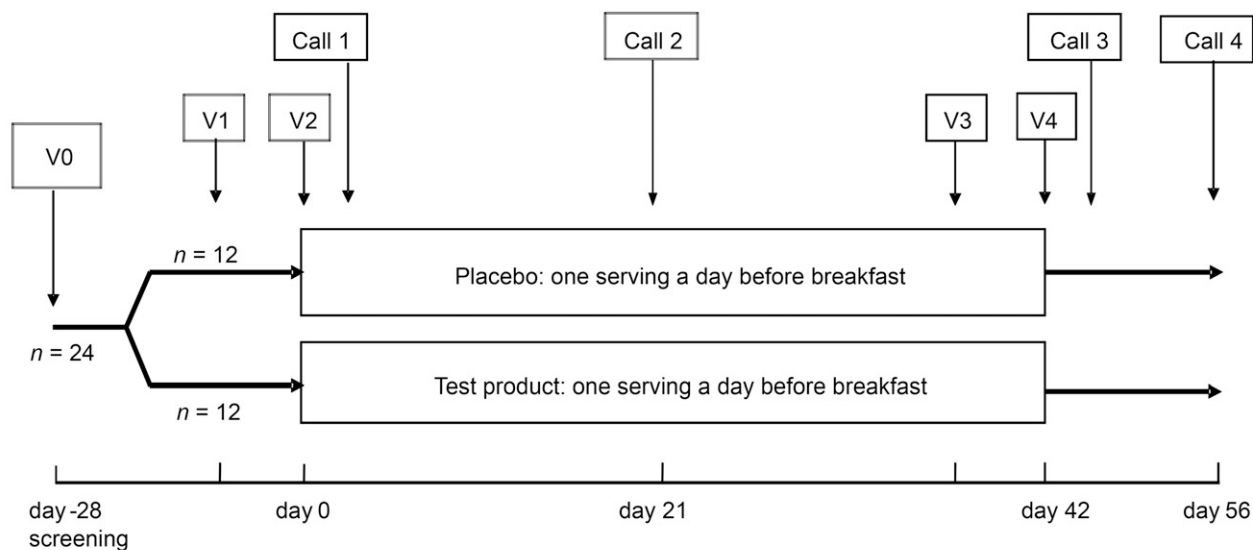 Call 1
Call 2
Call 3
Call 4
V0
V1
V2
V3
V4
n = 12
Placebo: one serving a day before breakfast
n = 24
Test product: one serving a day before breakfast
n = 12
day -28
screening
day 0
day 21
day 42
day 56